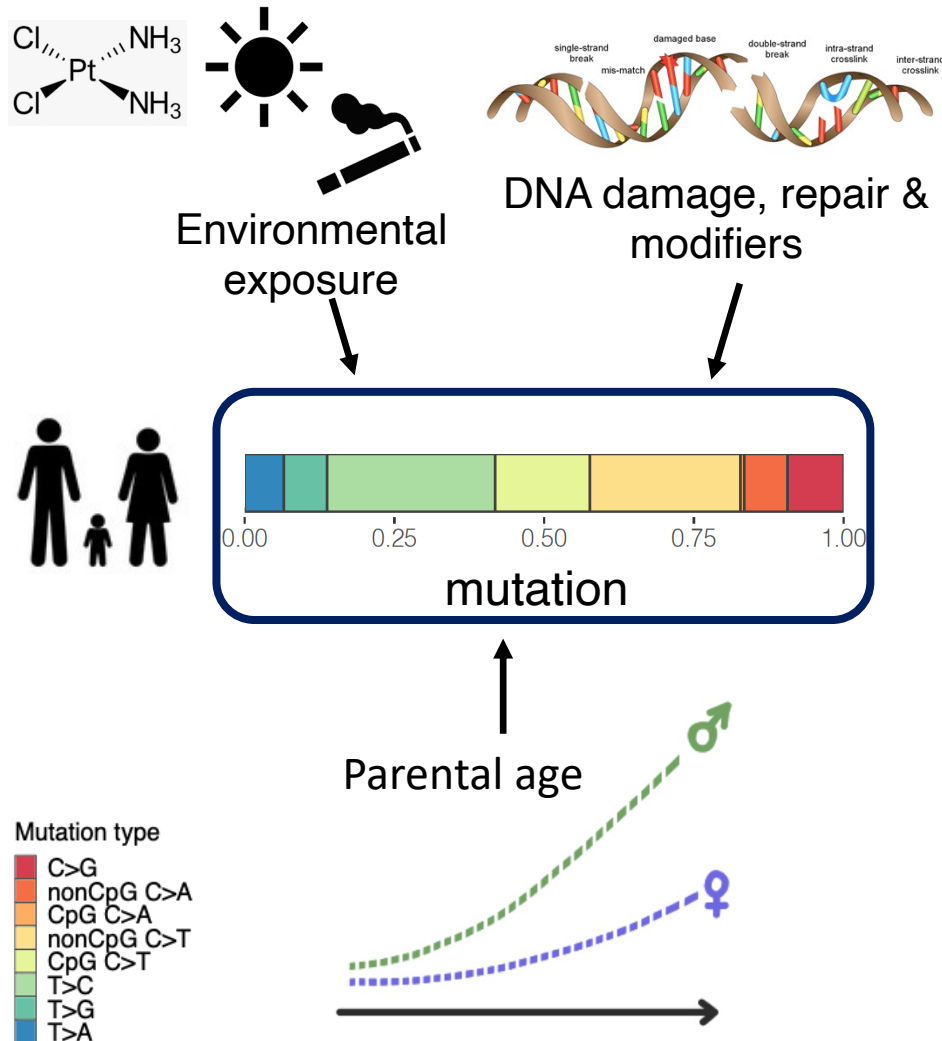 Cl
NH3
Pt
Cl
NH3
single-strand
break
mis-match
damaged base
double-strand
break
intra-strand
crosslink
inter-strand
crosslink
Environmental
exposure
DNA damage, repair &
modifiers
0.00 0.25 0.50 0.75 1.00
mutation
Parental age
Mutation type
C>G
nonCpG C>A
CpG C>A
nonCpG C>T
CpG C>T
T>C
T>G
T>A